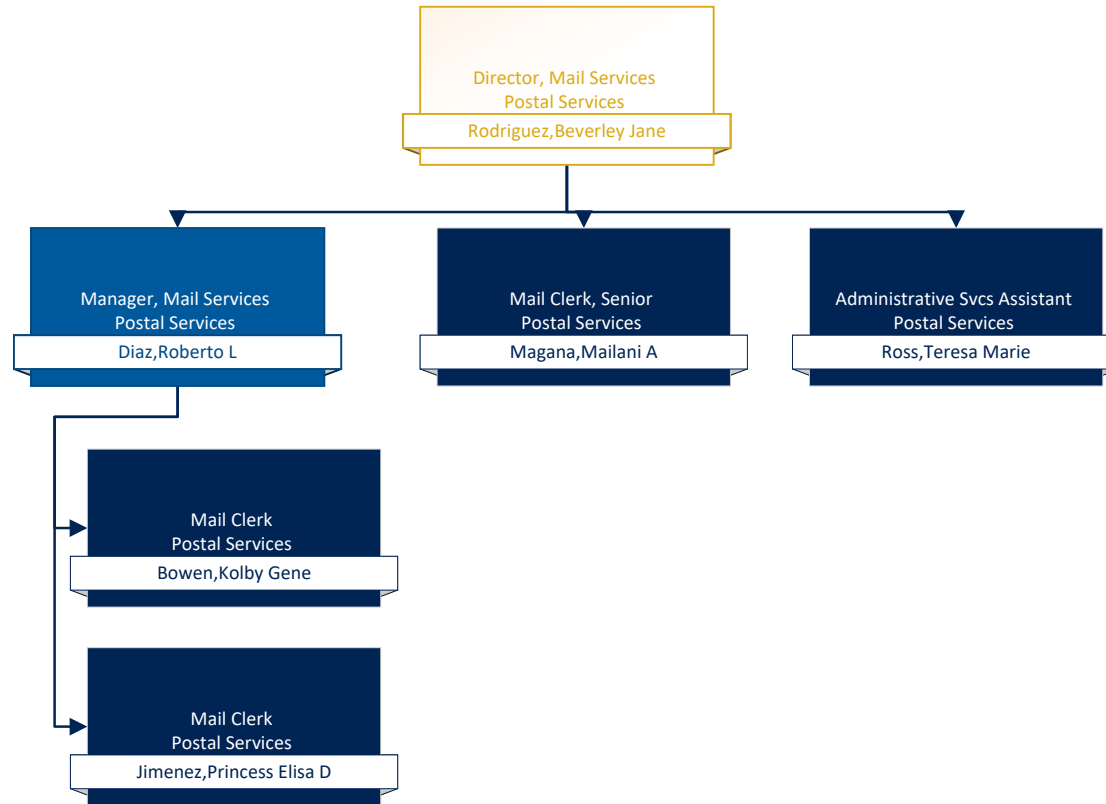 Director, Mail Services
Postal Services
Rodriguez,Beverley Jane
Manager, Mail Services
Postal Services
Diaz,Roberto L
Mail Clerk, Senior
Postal Services
Magana,Mailani A
Administrative Svcs Assistant
Postal Services
Ross,Teresa Marie
Mail Clerk
Postal Services
Bowen,Kolby Gene
Mail Clerk
Postal Services
Jimenez,Princess Elisa D